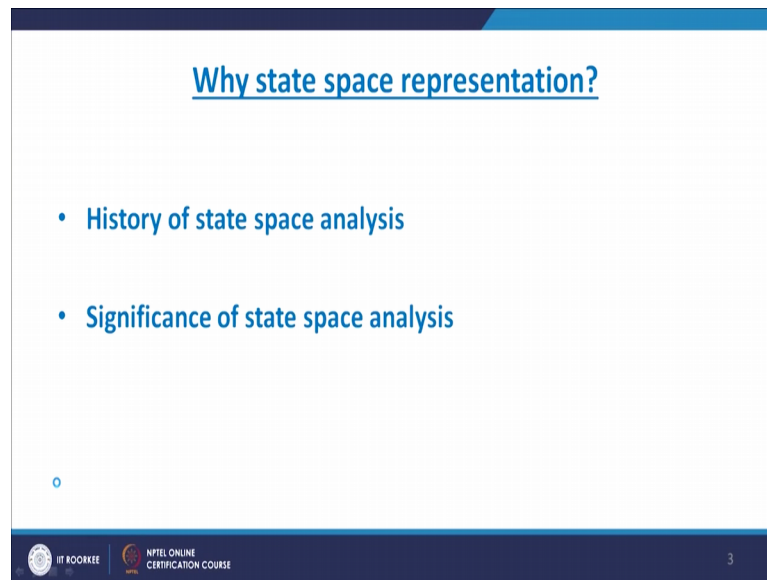 Why state space representation?
• History of state space analysis
• Significance of state space analysis
IIT ROORKEE
NPTEL ONLINE
CERTIFICATION COURSE
3